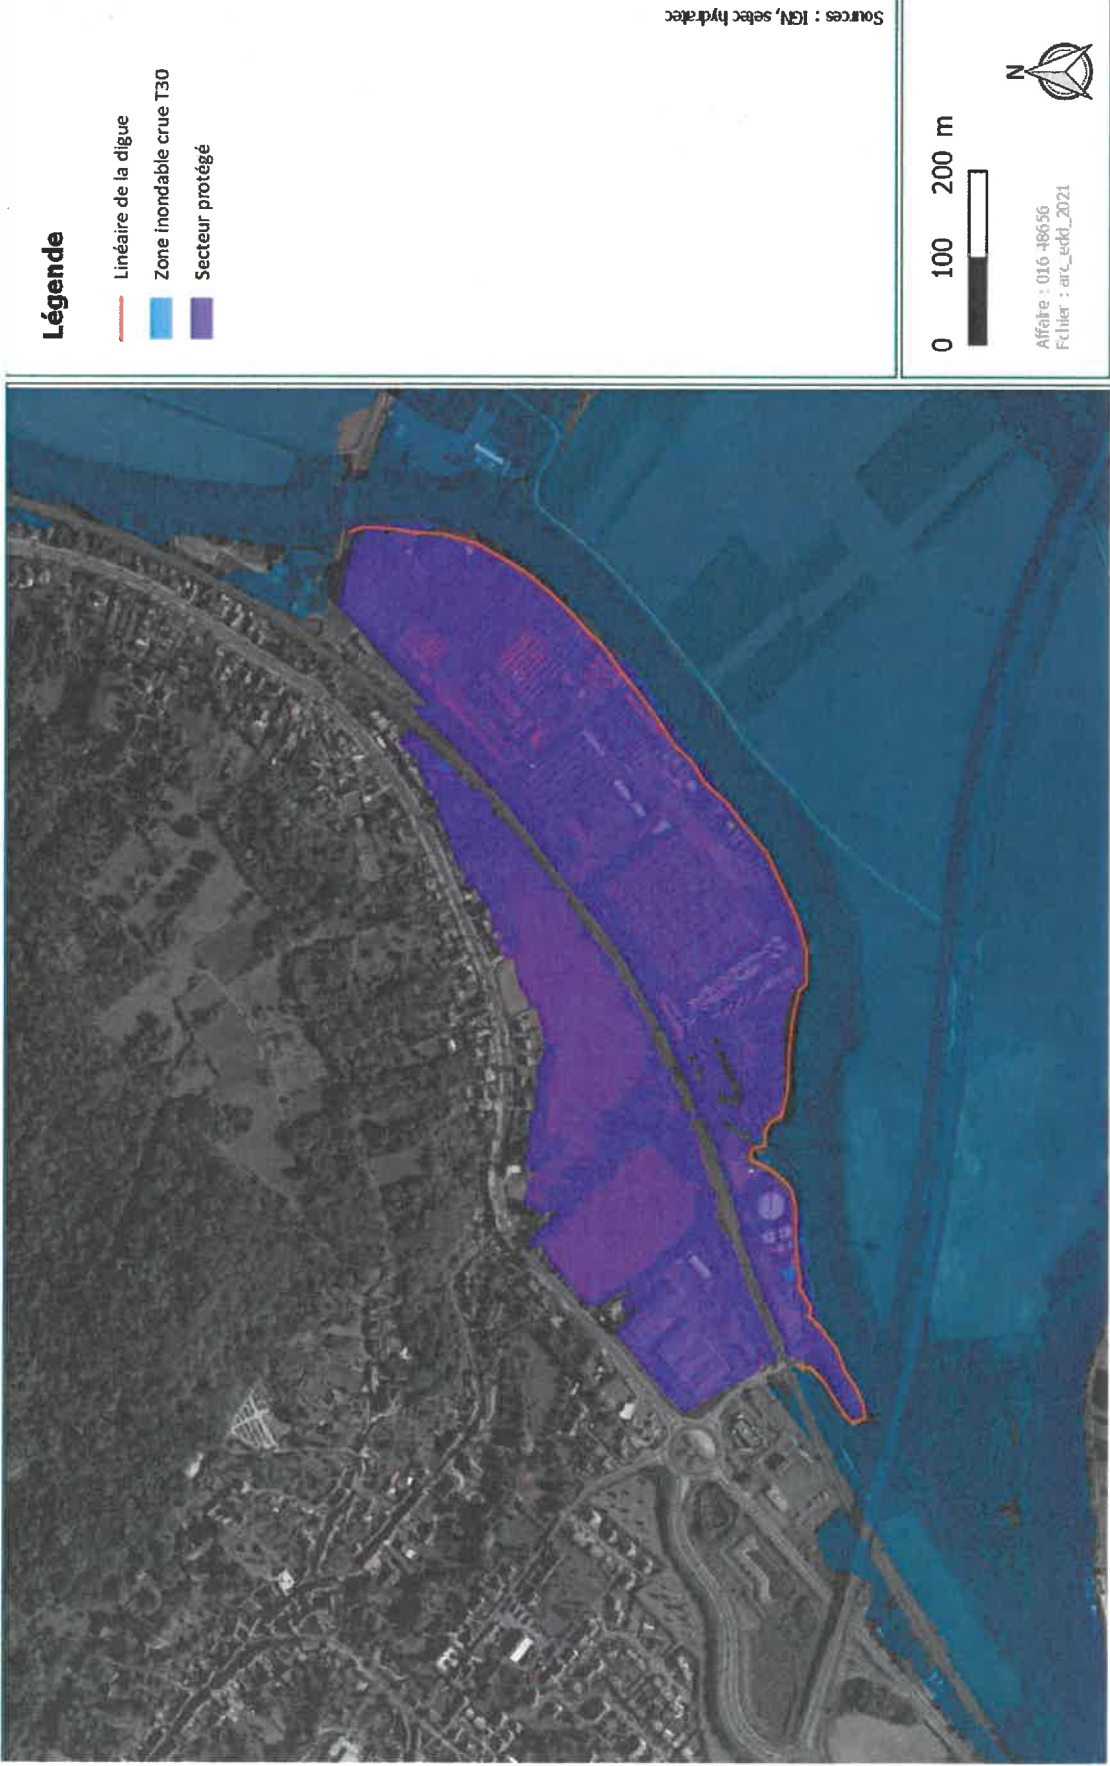 Légende
Linéaire de la digue
Zone inondable crue T30
Secteur protégé
Sources : IGN, setec hydratec
0 100 200 m
N
Affaire : 016-48656
Fichier : arc_edd_2021